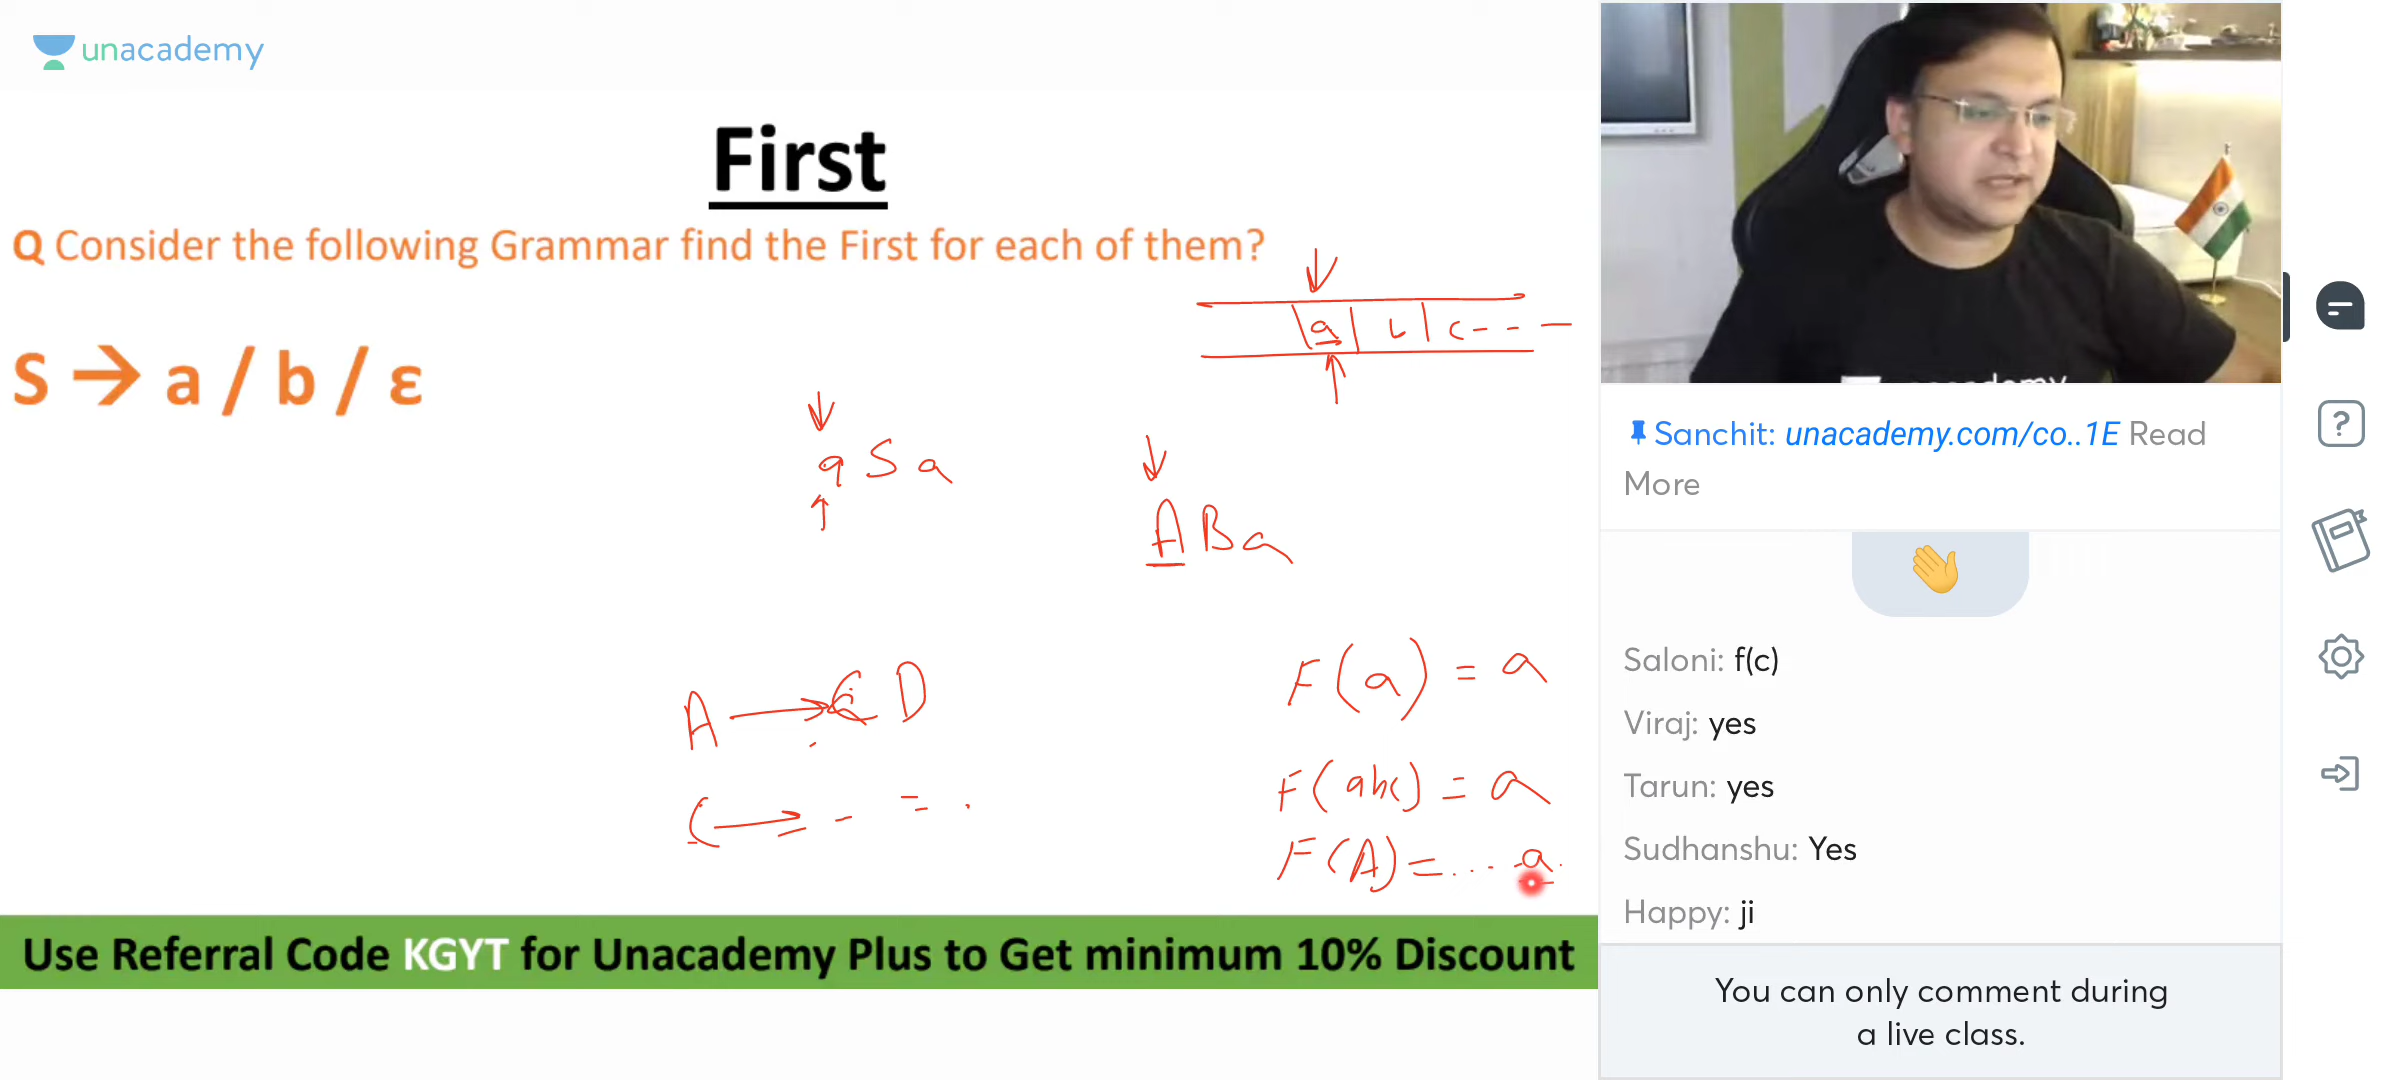 unacademy
First
Q Consider the following Grammar find the First for each of them?
S → a / b / ε
a b c - - -
a S a
A B a
A → C D
C → - - .
F(a) = a
F(abc) = a
F(A) = ... a.
Use Referral Code KGYT for Unacademy Plus to Get minimum 10% Discount
Sanchit: unacademy.com/co..1E Read
More
Saloni: f(c)
Viraj: yes
Tarun: yes
Sudhanshu: Yes
Happy: ji
You can only comment during
a live class.